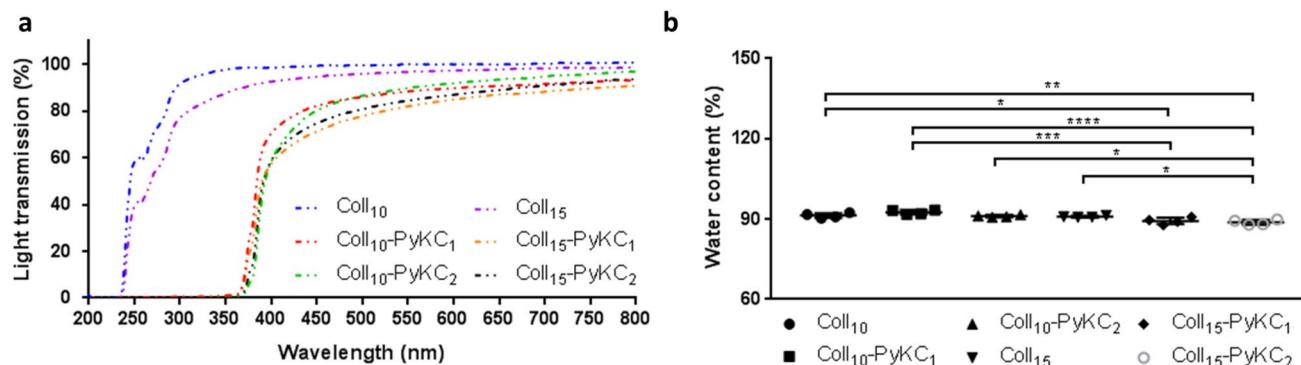 a
Light transmission (%)
100
80
60
40
20
0
200 250 300 350 400 450 500 550 600 650 700 750 800
Wavelength (nm)
Coll₁₀ Coll₁₅
Coll₁₀-PyKC₁ Coll₁₅-PyKC₁
Coll₁₀-PyKC₂ Coll₁₅-PyKC₂
b
Water content (%)
150
120
90
60
**
*
****
***
*
*
Coll₁₀ Coll₁₀-PyKC₂ Coll₁₅-PyKC₁
Coll₁₀-PyKC₁ Coll₁₅ Coll₁₅-PyKC₂